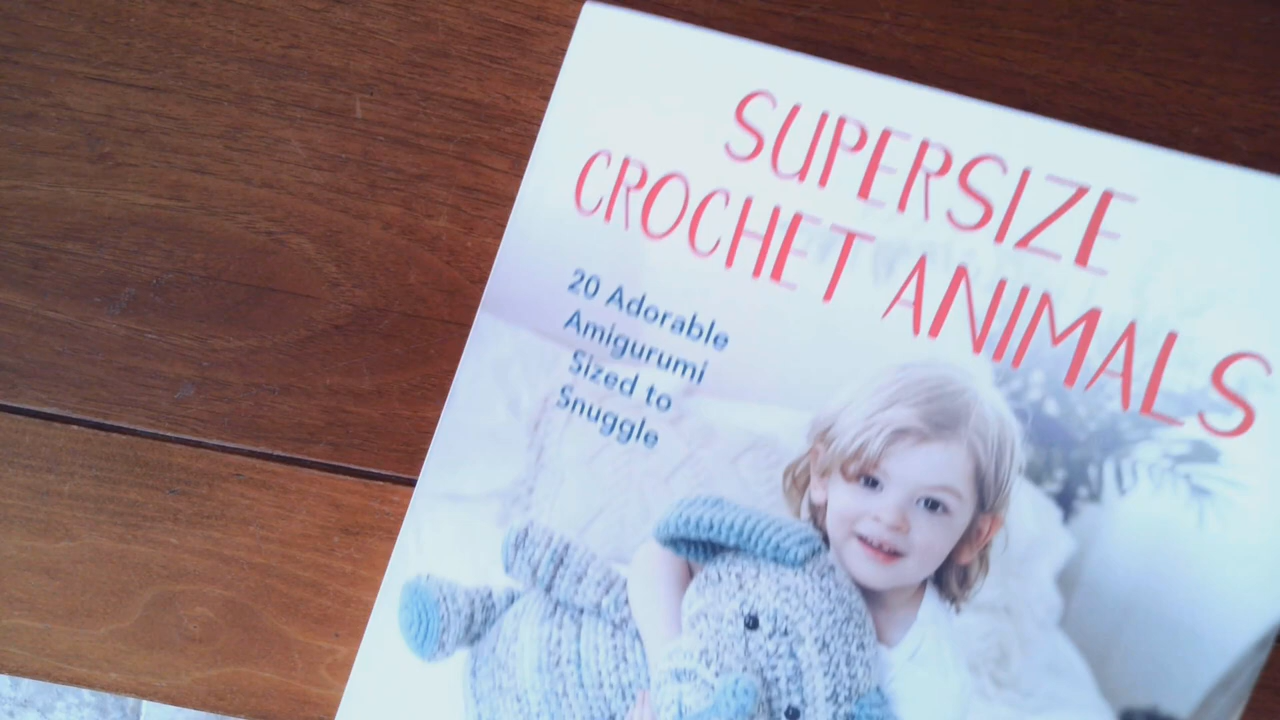 SUPERSIZE
CROCHET ANIMALS
20 Adorable
Amigurumi
Sized to
Snuggle